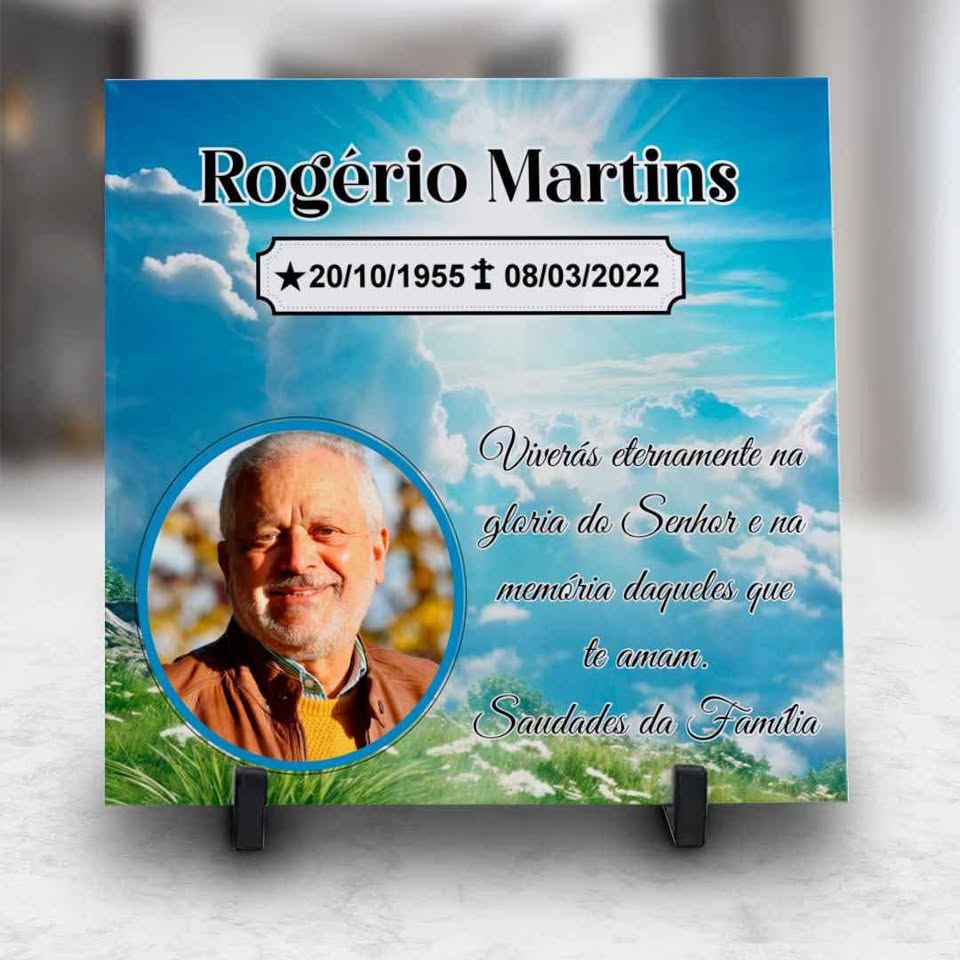 Rogério Martins
★20/10/1955✝ 08/03/2022
Viverás eternamente na
gloria do Senhor e na
memória daqueles que
te amam.
Saudades da Família